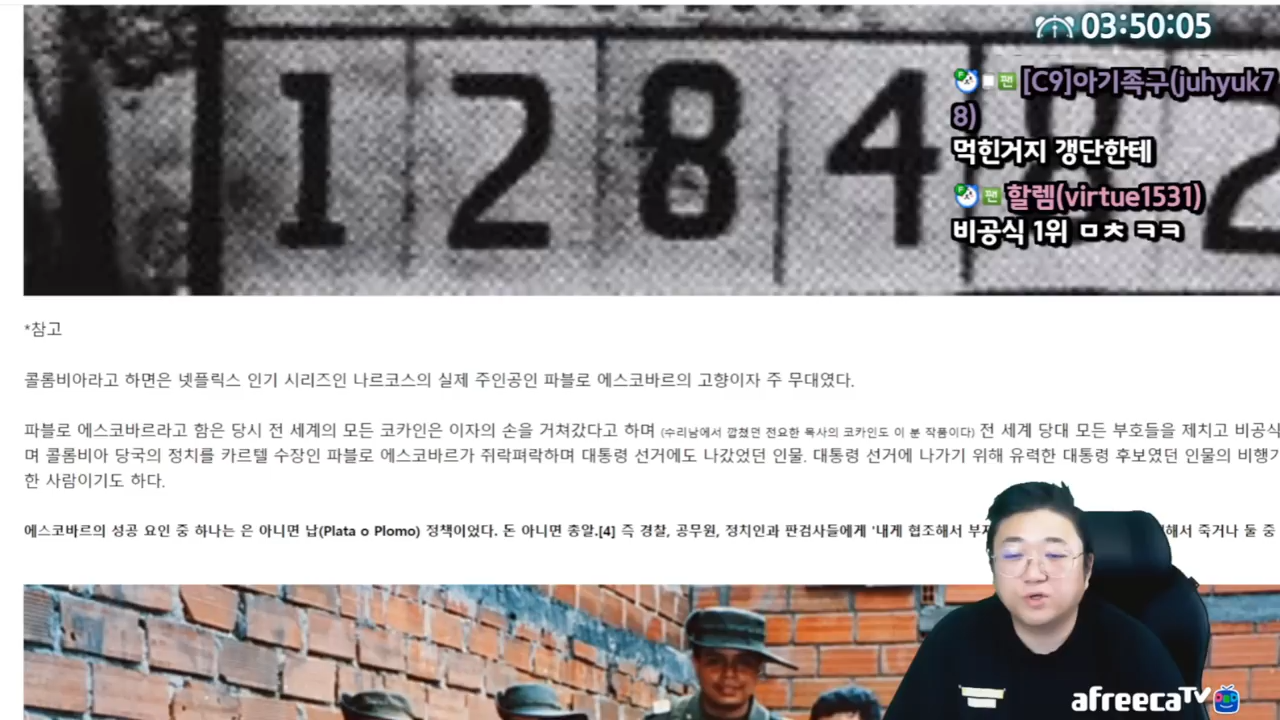 03:50:05
1 2 8 4 8 2
[C9]아기족구(juhyuk7
8)
먹힌거지 갱단한테
할렘(virtue1531)
비공식 1위 ㅁㅊ ㅋㅋ
*참고
콜롬비아라고 하면은 넷플릭스 인기 시리즈인 나르코스의 실제 주인공인 파블로 에스코바르의 고향이자 주 무대였다.
파블로 에스코바르라고 함은 당시 전 세계의 모든 코카인은 이자의 손을 거쳐갔다고 하며 (수리남에서 깝쳤던 전요한 목사의 코카인도 이 분 작품이다) 전 세계 당대 모든 부호들을 제치고 비공식
며 콜롬비아 당국의 정치를 카르텔 수장인 파블로 에스코바르가 쥐락펴락하며 대통령 선거에도 나갔었던 인물. 대통령 선거에 나가기 위해 유력한 대통령 후보였던 인물의 비행기
한 사람이기도 하다.
에스코바르의 성공 요인 중 하나는 은 아니면 납(Plata o Plomo) 정책이었다. 돈 아니면 총알.[4] 즉 경찰, 공무원, 정치인과 판검사들에게 '내게 협조해서 부자 해서 죽거나 둘 중
afreecaTV